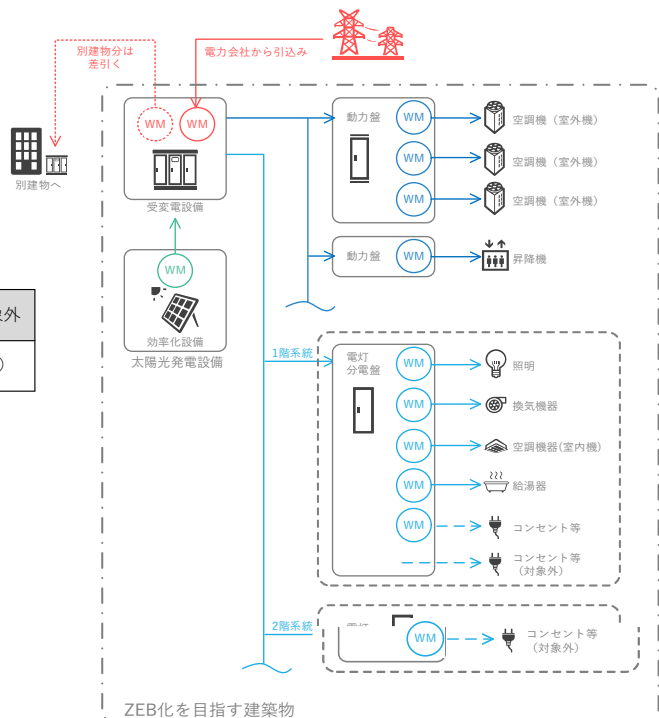 別建物分は
差引く
電力会社から引込み
WM
WM
受変電設備
別建物へ
動力盤
WM
空調機（室外機）
WM
空調機（室外機）
WM
空調機（室外機）
動力盤
WM
昇降機
WM
効率化設備
太陽光発電設備
象外
1階系統
電灯
分電盤
WM
照明
WM
換気機器
WM
空調機器(室内機)
WM
給湯器
WM
コンセント等
コンセント等
（対象外）
2階系統
WM
コンセント等
（対象外）
ZEB化を目指す建築物